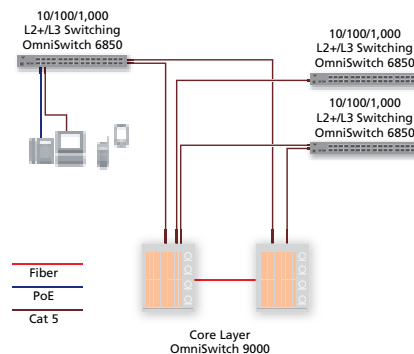 10/100/1,000
L2+/L3 Switching
OmniSwitch 6850
10/100/1,000
L2+/L3 Switching
OmniSwitch 6850
10/100/1,000
L2+/L3 Switching
OmniSwitch 6850
Fiber
PoE
Cat 5
Core Layer
OmniSwitch 9000